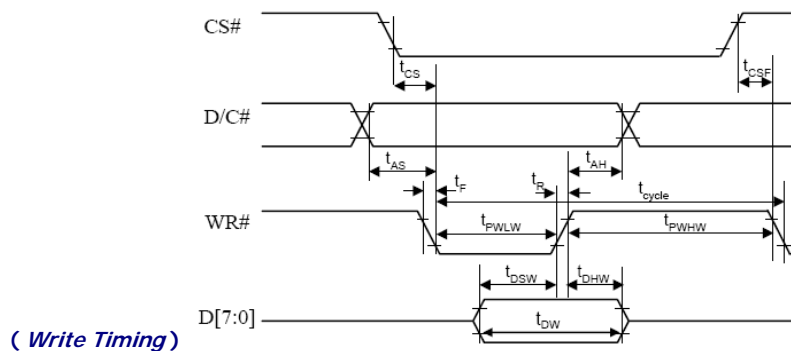 CS#
tCS
tCSF
D/C#
tAS
tAH
tF
tR
tcycle
WR#
tPWLW
tPWHW
tDSW
tDHW
D[7:0]
tDW
( Write Timing)